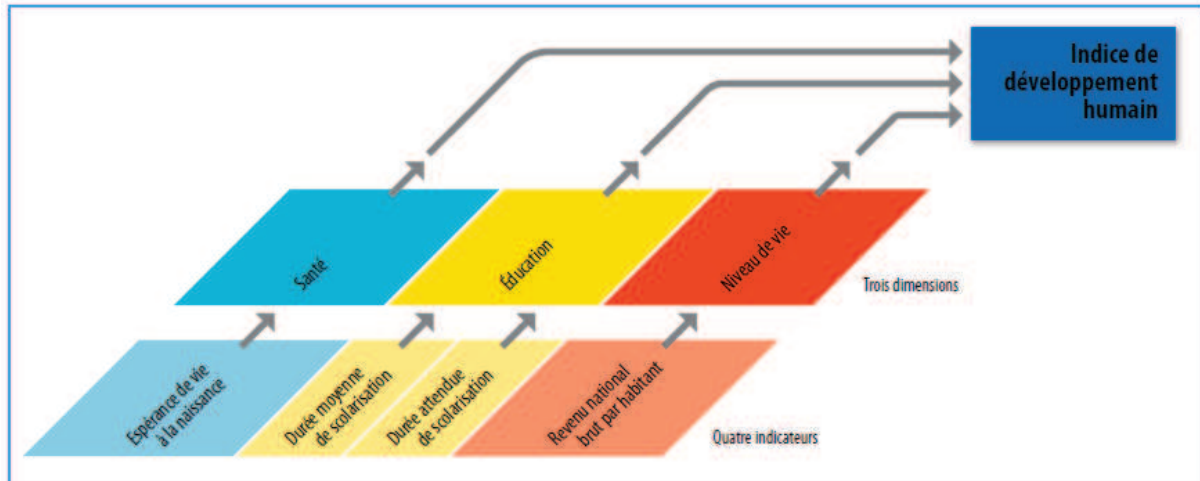 Indice de
développement
humain
Santé
Éducation
Niveau de vie
Trois dimensions
Espérance de vie
à la naissance
Durée moyenne
de scolarisation
Durée attendue
de scolarisation
Revenu national
brut par habitant
Quatre indicateurs